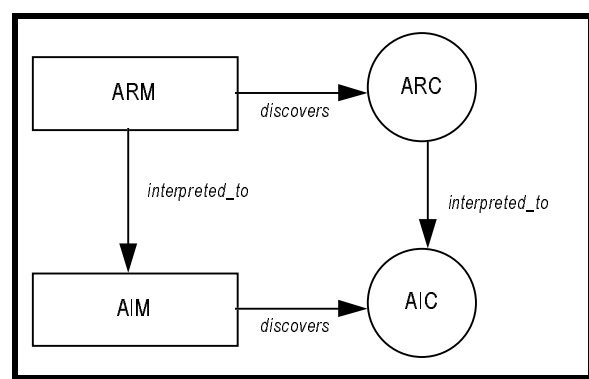 ARM
ARC
discovers
interpreted_to
interpreted_to
AIM
AIC
discovers